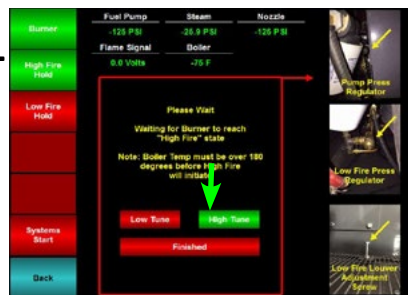 Burner
High Fire
Hold
Low Fire
Hold
Systems
Start
Back
Fuel Pump Steam Nozzle
-125 PSI -26.9 PSI -125 PSI
Flame Signal Boiler
0.0 Volts -75 F
Please Wait
Waiting for Burner to reach
"High Fire" state
Note: Boiler Temp must be over 180
degrees before High Fire
will initiate
Low Tune High Tune
Finished
Pump Press
Regulator
Low Fire Press
Regulator
Low Fire Louver
Adjustment
Screw